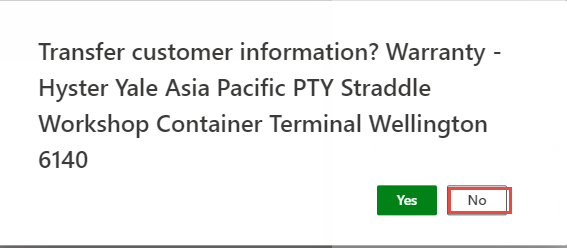 Transfer customer information? Warranty -
Hyster Yale Asia Pacific PTY Straddle
Workshop Container Terminal Wellington
6140
Yes
No